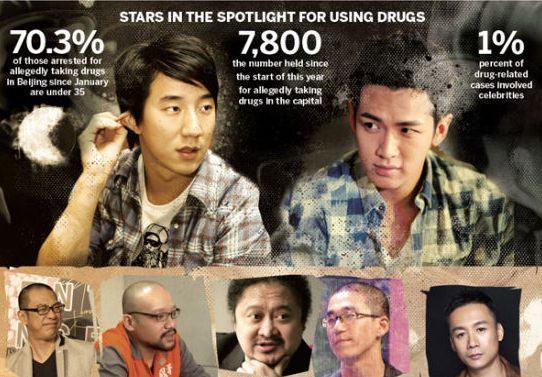 STARS IN THE SPOTLIGHT FOR USING DRUGS
70.3%
of those arrested for
allegedly taking drugs
in Beijing since January
are under 35
7,800
the number held since
the start of this year
for allegedly taking
drugs in the capital
1%
percent of
drug-related
cases involved
celebrities